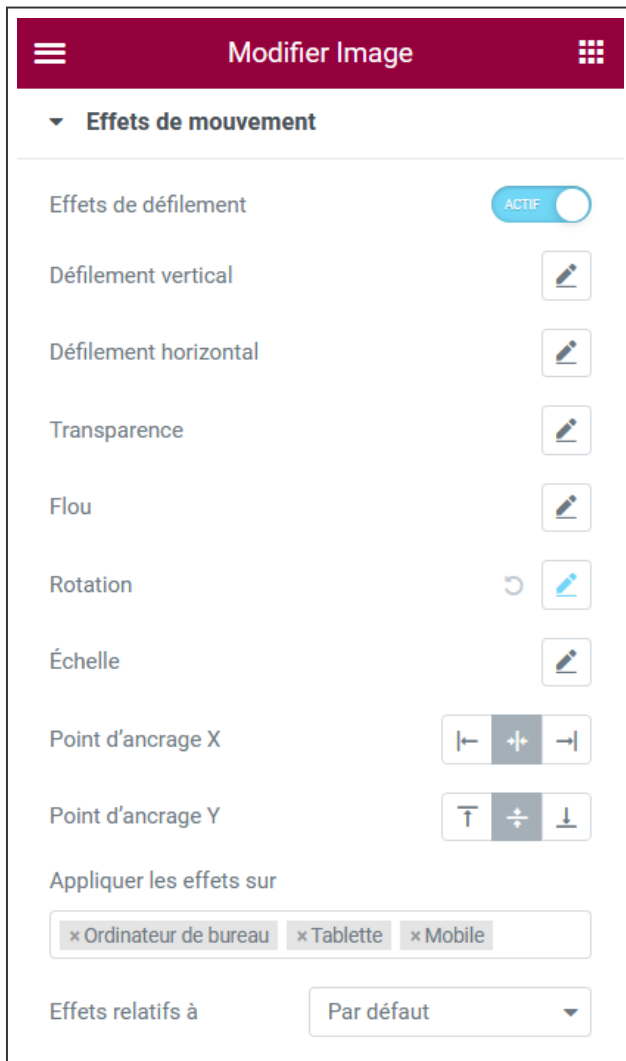 Modifier Image
Effets de mouvement
Effets de défilement ACTIF
Défilement vertical
Défilement horizontal
Transparence
Flou
Rotation
Échelle
Point d’ancrage X
Point d’ancrage Y
Appliquer les effets sur
× Ordinateur de bureau × Tablette × Mobile
Effets relatifs à Par défaut